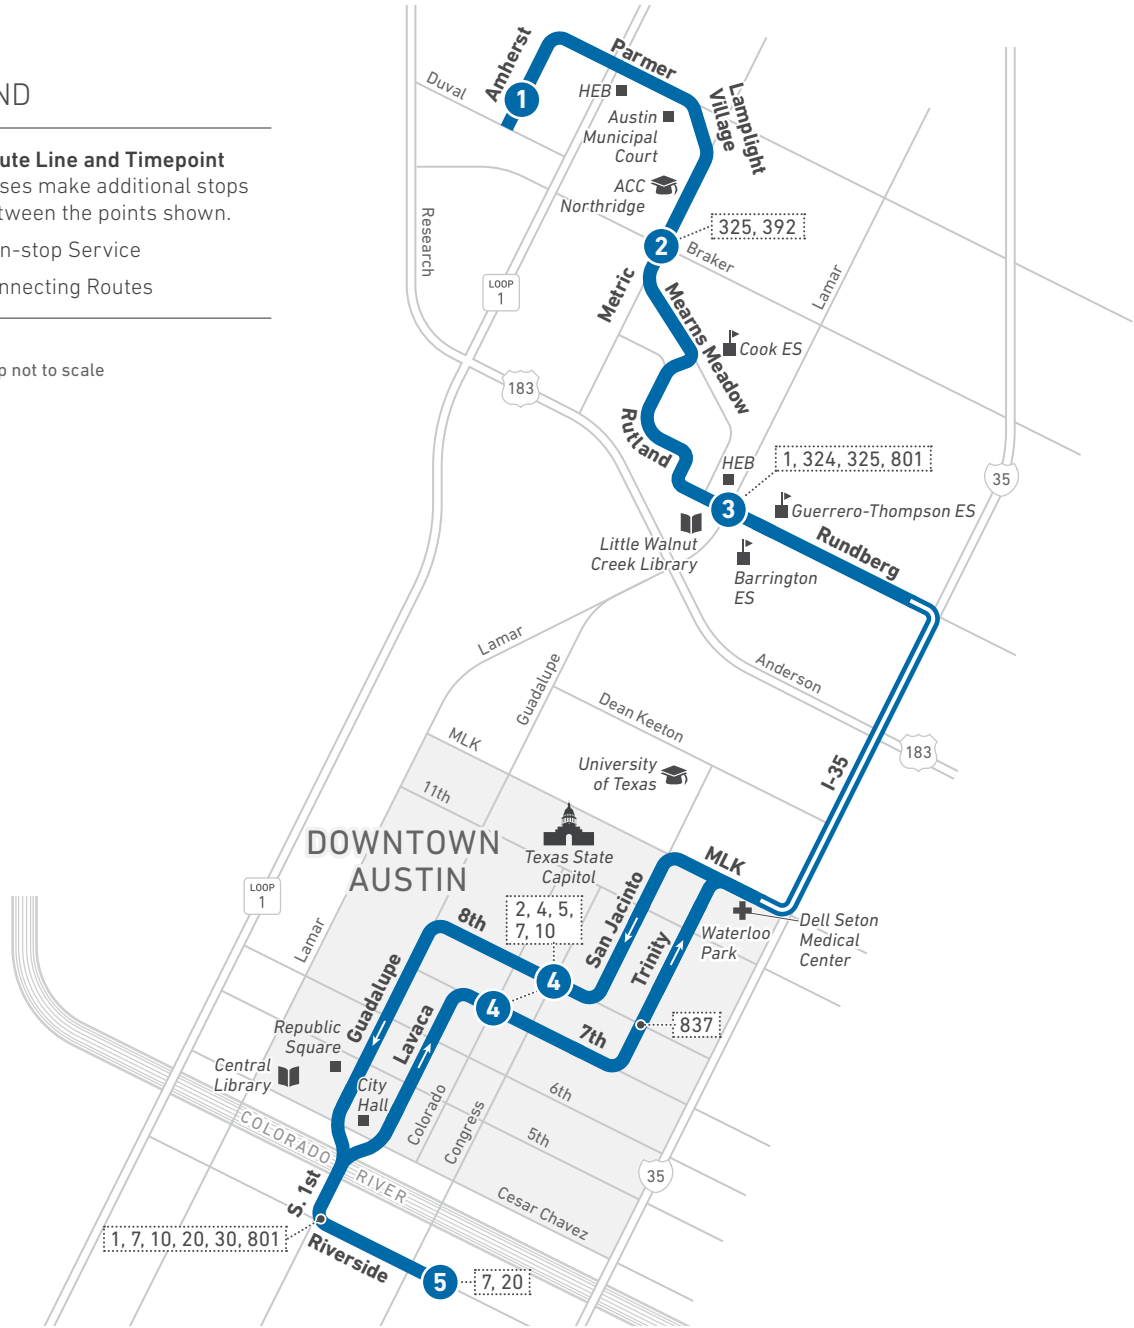 ND
ute Line and Timepoint
ses make additional stops
tween the points shown.
n-stop Service
nnecting Routes
p not to scale
Amherst
Parmer
Duval
1
HEB
Lamplight
Village
Austin
Municipal
Court
ACC
Northridge
Research
325, 392
2
Braker
LOOP
1
Metric
Mearns Meadow
Lamar
Cook ES
183
Rutland
HEB
1, 324, 325, 801
35
3
Guerrero-Thompson ES
Little Walnut
Creek Library
Rundberg
Barrington
ES
Lamar
Guadalupe
Anderson
Dean Keeton
MLK
183
University
of Texas
I-35
11th
DOWNTOWN
AUSTIN
Texas State
Capitol
MLK
LOOP
1
2, 4, 5,
7, 10
8th
San Jacinto
Trinity
Waterloo
Park
Dell Seton
Medical
Center
Lamar
Guadalupe
4
4
Lavaca
7th
837
Republic
Square
Central
Library
City
Hall
Colorado
Congress
6th
5th
COLORADO RIVER
35
S. 1st
Cesar Chavez
1, 7, 10, 20, 30, 801
Riverside
5
7, 20